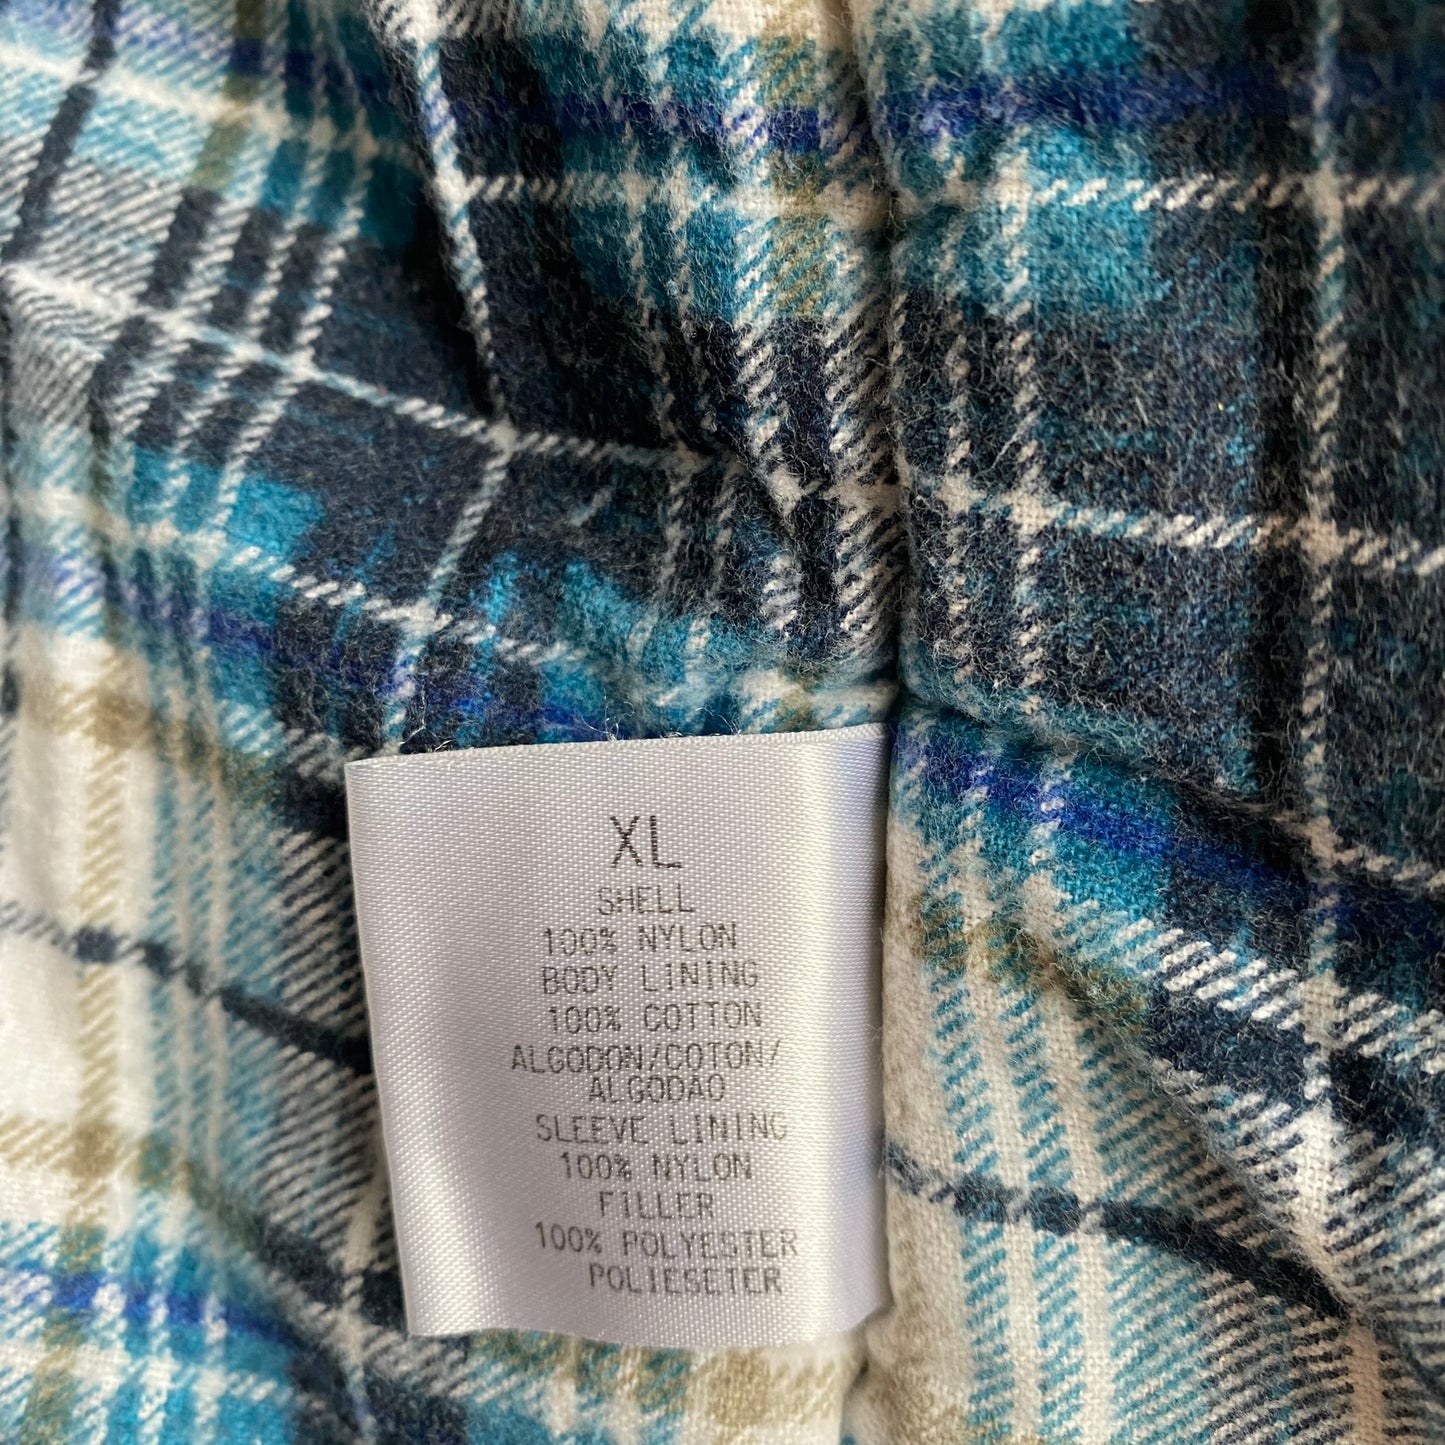 XL
SHELL
100% NYLON
BODY LINING
100% COTTON
ALGODON/COTON/
ALGODAO
SLEEVE LINING
100% NYLON
FILLER
100% POLYESTER
POLIESETER